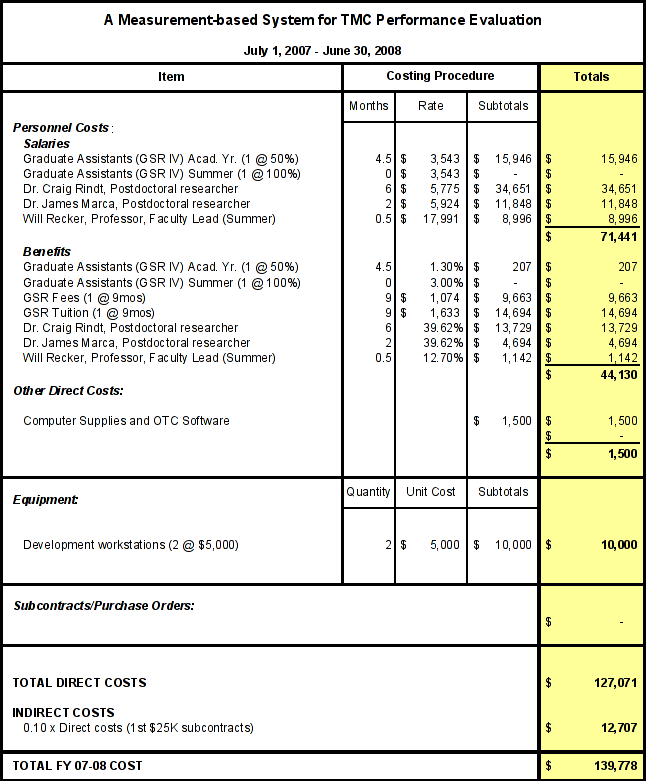 A Measurement-based System for TMC Performance Evaluation
July 1, 2007 - June 30, 2008
Item Costing Procedure Totals
Months Rate Subtotals
Personnel Costs:
Salaries
Graduate Assistants (GSR IV) Acad. Yr. (1 @ 50%) 4.5 $ 3,543 $ 15,946 $ 15,946
Graduate Assistants (GSR IV) Summer (1 @ 100%) 0 $ 3,543 $ - $ -
Dr. Craig Rindt, Postdoctoral researcher 6 $ 5,775 $ 34,651 $ 34,651
Dr. James Marca, Postdoctoral researcher 2 $ 5,924 $ 11,848 $ 11,848
Will Recker, Professor, Faculty Lead (Summer) 0.5 $ 17,991 $ 8,996 $ 8,996
$ 71,441
Benefits
Graduate Assistants (GSR IV) Acad. Yr. (1 @ 50%) 4.5 1.30% $ 207 $ 207
Graduate Assistants (GSR IV) Summer (1 @ 100%) 0 3.00% $ - $ -
GSR Fees (1 @ 9mos) 9 $ 1,074 $ 9,663 $ 9,663
GSR Tuition (1 @ 9mos) 9 $ 1,633 $ 14,694 $ 14,694
Dr. Craig Rindt, Postdoctoral researcher 6 39.62% $ 13,729 $ 13,729
Dr. James Marca, Postdoctoral researcher 2 39.62% $ 4,694 $ 4,694
Will Recker, Professor, Faculty Lead (Summer) 0.5 12.70% $ 1,142 $ 1,142
$ 44,130
Other Direct Costs:
Computer Supplies and OTC Software $ 1,500 $ 1,500
$ -
$ 1,500
Equipment: Quantity Unit Cost Subtotals
Development workstations (2 @ $5,000) 2 $ 5,000 $ 10,000 $ 10,000
Subcontracts/Purchase Orders:
$ -
TOTAL DIRECT COSTS $ 127,071
INDIRECT COSTS
0.10 x Direct costs (1st $25K subcontracts) $ 12,707
TOTAL FY 07-08 COST $ 139,778